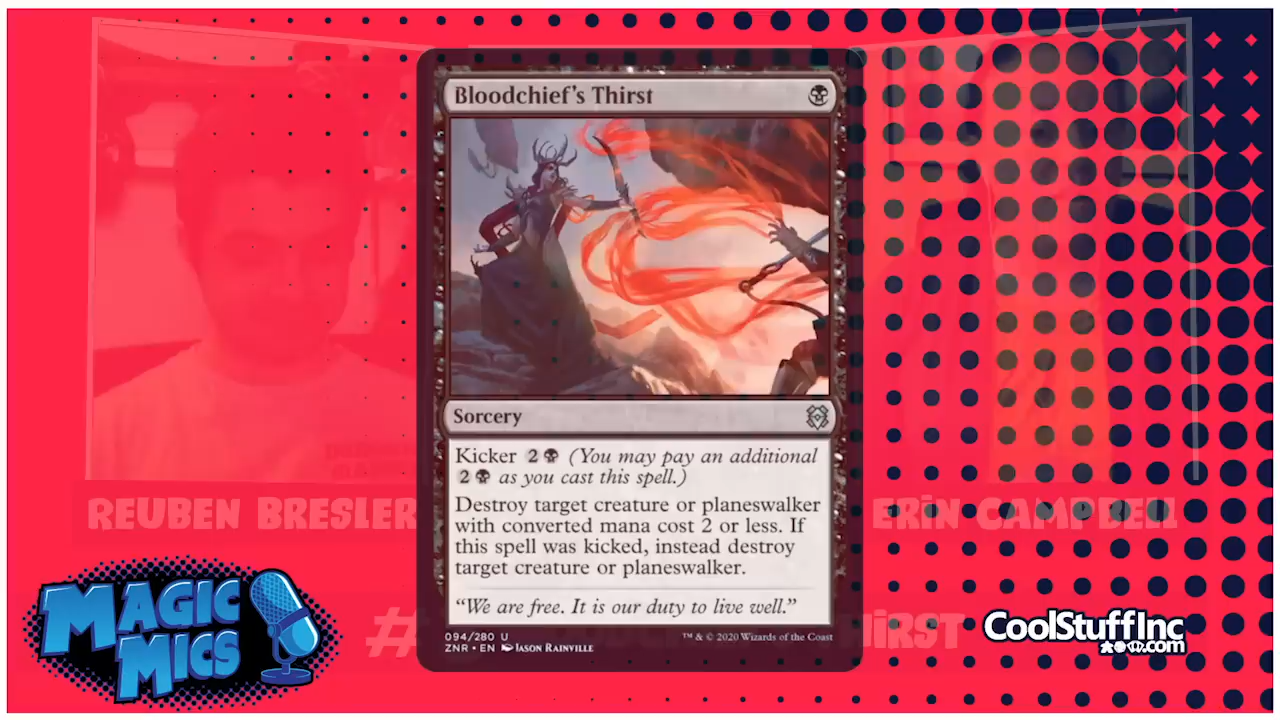 Bloodchief's Thirst
Sorcery
Kicker 2 (You may pay an additional
2 as you cast this spell.)
Destroy target creature or planeswalker
with converted mana cost 2 or less. If
this spell was kicked, instead destroy
target creature or planeswalker.
“We are free. It is our duty to live well.”
094/280 U
ZNR • EN JASON RAINVILLE
™ & © 2020 Wizards of the Coast
REUBEN BRESLER
ERIN CAMPBELL
#
MAGIC
MICS
CoolStuffInc
.com